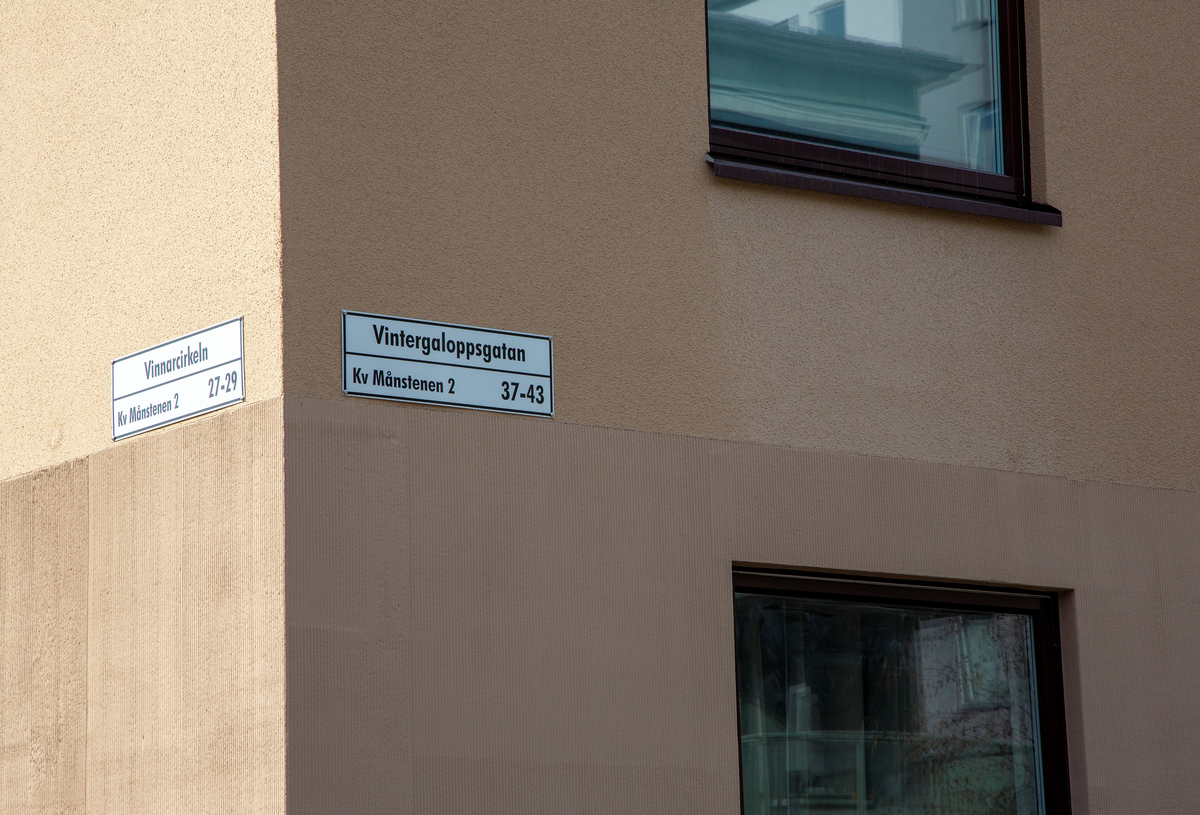 Vinnarcirkeln
Kv Månstenen 2 27-29
Vintergaloppsgatan
Kv Månstenen 2 37-43